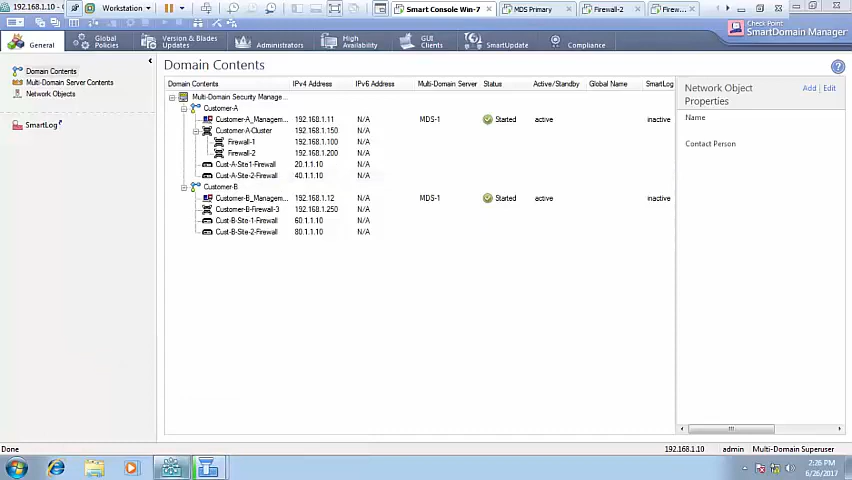 192.168.1.10 - Workstation
Smart Console Win-7 MDS Primary Firewall-2 Firew...
Check Point
SmartDomain Manager
General Global Policies Version & Blades Updates Administrators High Availability GUI Clients SmartUpdate Compliance
Domain Contents
Multi-Domain Server Contents
Network Objects
SmartLog
Domain Contents
Domain Contents IPv4 Address IPv6 Address Multi-Domain Server Status Active/Standby Global Name SmartLog
Multi-Domain Security Manage...
Customer-A
Customer-A_Managem... 192.168.1.11 N/A MDS-1 Started active inactive
Customer-A-Cluster 192.168.1.150 N/A
Firewall-1 192.168.1.100 N/A
Firewall-2 192.168.1.200 N/A
Cust-A-Site1-Firewall 20.1.1.10 N/A
Cust-A-Site-2-Firewall 40.1.1.10 N/A
Customer-B
Customer-B_Managem... 192.168.1.12 N/A MDS-1 Started active inactive
Customer-B-Firewall-3 192.168.1.250 N/A
Cust-B-Site-1-Firewall 60.1.1.10 N/A
Cust-B-Site-2-Firewall 80.1.1.10 N/A
Network Object Properties
Add | Edit
Name
Contact Person
Done 192.168.1.10 admin Multi-Domain Superuser
2:26 PM
6/26/2017